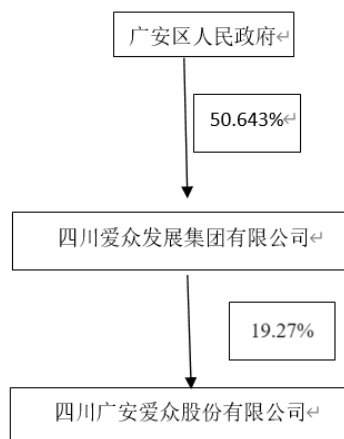 广安区人民政府
50.643%
四川爱众发展集团有限公司
19.27%
四川广安爱众股份有限公司